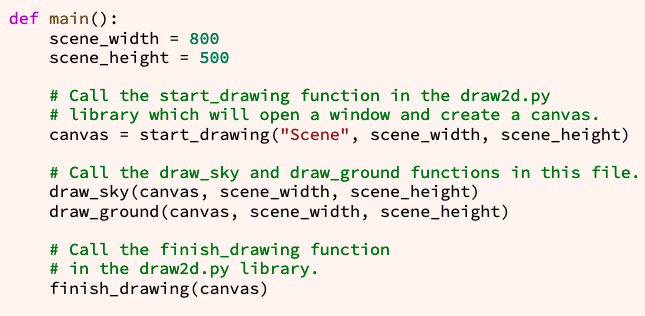 def main():
    scene_width = 800
    scene_height = 500
    # Call the start_drawing function in the draw2d.py
    # library which will open a window and create a canvas.
    canvas = start_drawing("Scene", scene_width, scene_height)
    # Call the draw_sky and draw_ground functions in this file.
    draw_sky(canvas, scene_width, scene_height)
    draw_ground(canvas, scene_width, scene_height)
    # Call the finish_drawing function
    # in the draw2d.py library.
    finish_drawing(canvas)